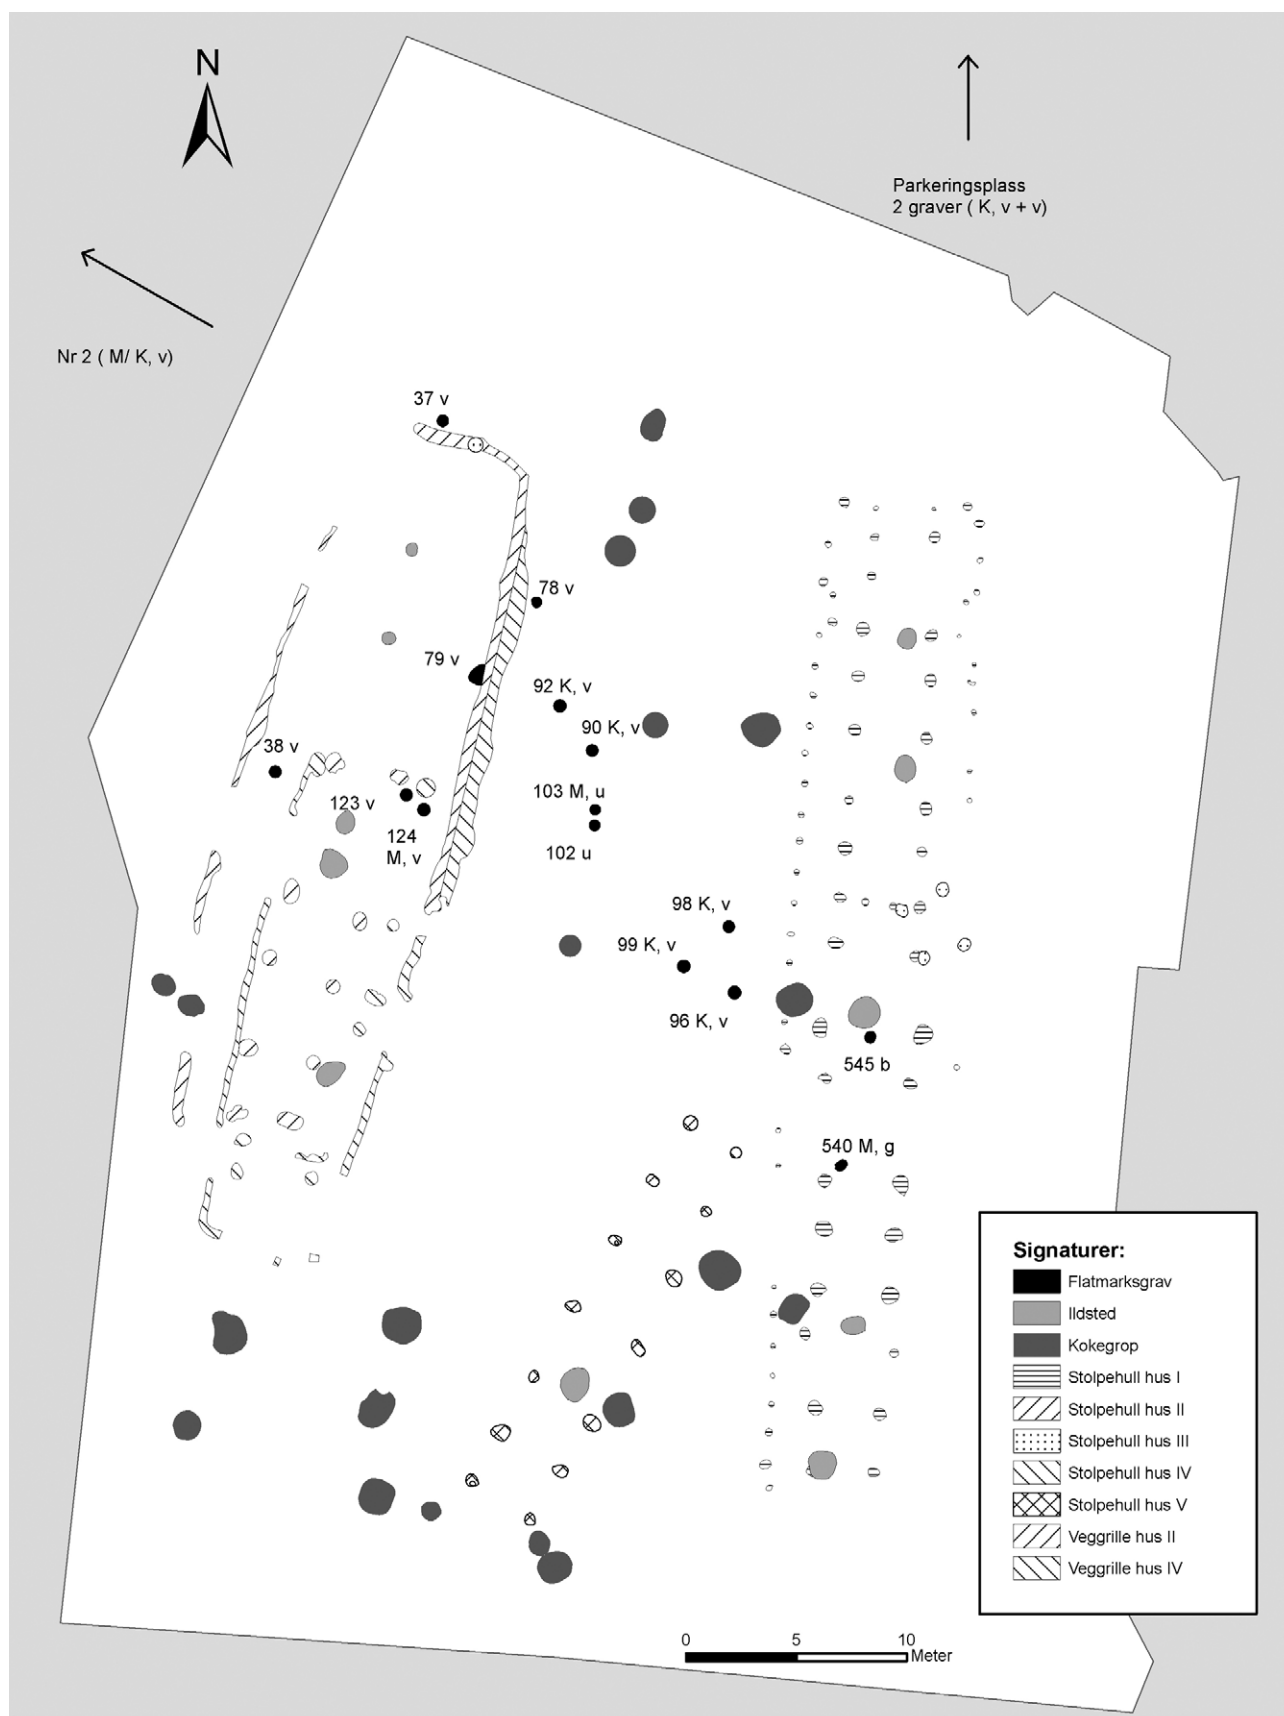 N
Parkeringsplass
2 graver ( K, v + v)
Nr 2 ( M/ K, v)
37 v
78 v
79 v
92 K, v
90 K, v
38 v
103 M, u
123 v
124
M, v
102 u
98 K, v
99 K, v
96 K, v
545 b
540 M, g
Signaturer:
Flatmarksgrav
Ildsted
Kokegrop
Stolpehull hus I
Stolpehull hus II
Stolpehull hus III
Stolpehull hus IV
Stolpehull hus V
Veggrille hus II
Veggrille hus IV
0 5 10
Meter